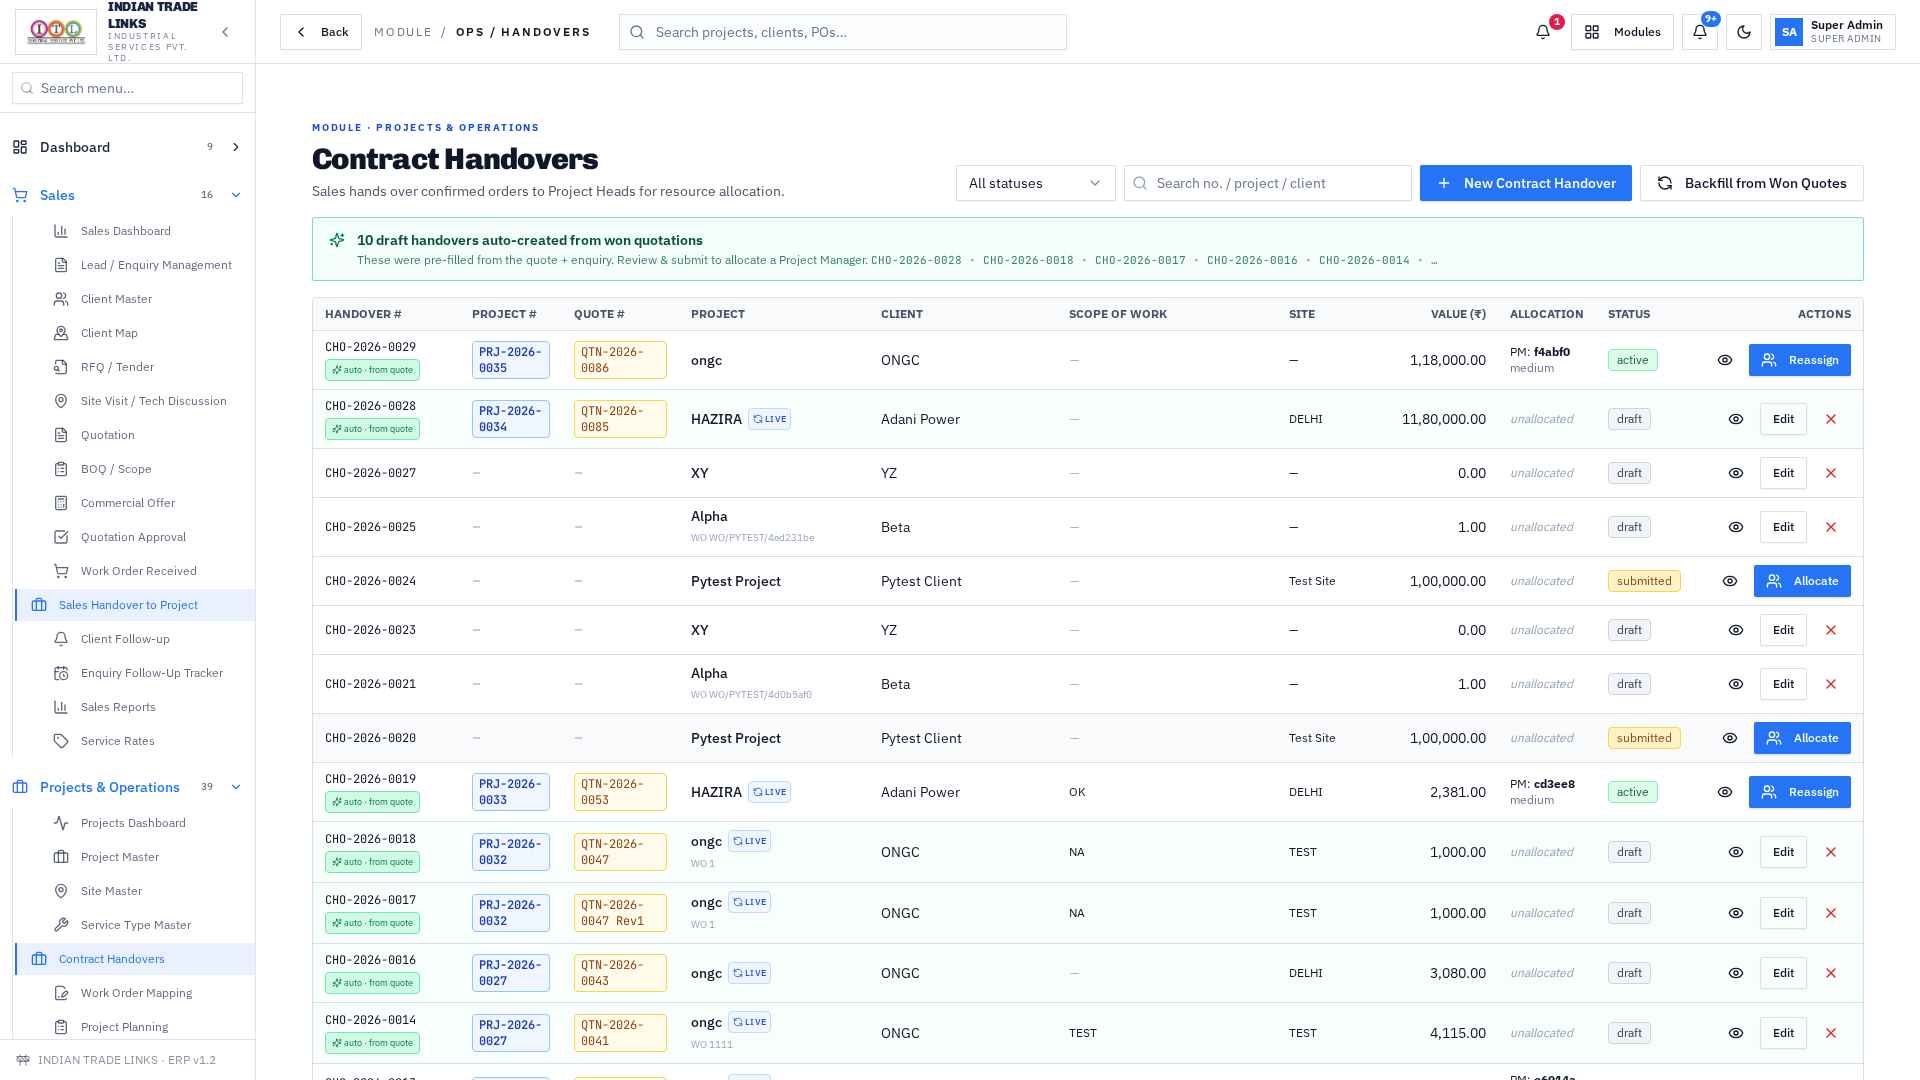 INDIAN TRADE LINKS
INDUSTRIAL SERVICES PVT. LTD.
Back
MODULE / OPS / HANDOVERS
Search projects, clients, POs...
1
Modules
9+
SA
Super Admin
SUPER ADMIN
Search menu...
Dashboard 9
Sales 16
Sales Dashboard
Lead / Enquiry Management
Client Master
Client Map
RFQ / Tender
Site Visit / Tech Discussion
Quotation
BOQ / Scope
Commercial Offer
Quotation Approval
Work Order Received
Sales Handover to Project
Client Follow-up
Enquiry Follow-Up Tracker
Sales Reports
Service Rates
Projects & Operations 39
Projects Dashboard
Project Master
Site Master
Service Type Master
Contract Handovers
Work Order Mapping
Project Planning
INDIAN TRADE LINKS · ERP v1.2
MODULE · PROJECTS & OPERATIONS
Contract Handovers
Sales hands over confirmed orders to Project Heads for resource allocation.
All statuses
Search no. / project / client
New Contract Handover
Backfill from Won Quotes
10 draft handovers auto-created from won quotations
These were pre-filled from the quote + enquiry. Review & submit to allocate a Project Manager. CHO-2026-0028 · CHO-2026-0018 · CHO-2026-0017 · CHO-2026-0016 · CHO-2026-0014 · …
HANDOVER # PROJECT # QUOTE # PROJECT CLIENT SCOPE OF WORK SITE VALUE (₹) ALLOCATION STATUS ACTIONS
CHO-2026-0029 auto · from quote PRJ-2026-0035 QTN-2026-0086 ongc ONGC — — 1,18,000.00 PM: f4abf0 medium active Reassign
CHO-2026-0028 auto · from quote PRJ-2026-0034 QTN-2026-0085 HAZIRA LIVE Adani Power — DELHI 11,80,000.00 unallocated draft Edit
CHO-2026-0027 — — XY YZ — — 0.00 unallocated draft Edit
CHO-2026-0025 — — Alpha WO WO/PYTEST/4ed231be Beta — — 1.00 unallocated draft Edit
CHO-2026-0024 — — Pytest Project Pytest Client — Test Site 1,00,000.00 unallocated submitted Allocate
CHO-2026-0023 — — XY YZ — — 0.00 unallocated draft Edit
CHO-2026-0021 — — Alpha WO WO/PYTEST/4d0b5af0 Beta — — 1.00 unallocated draft Edit
CHO-2026-0020 — — Pytest Project Pytest Client — Test Site 1,00,000.00 unallocated submitted Allocate
CHO-2026-0019 auto · from quote PRJ-2026-0033 QTN-2026-0053 HAZIRA LIVE Adani Power OK DELHI 2,381.00 PM: cd3ee8 medium active Reassign
CHO-2026-0018 auto · from quote PRJ-2026-0032 QTN-2026-0047 ongc LIVE WO 1 ONGC NA TEST 1,000.00 unallocated draft Edit
CHO-2026-0017 auto · from quote PRJ-2026-0032 QTN-2026-0047 Rev1 ongc LIVE WO 1 ONGC NA TEST 1,000.00 unallocated draft Edit
CHO-2026-0016 auto · from quote PRJ-2026-0027 QTN-2026-0043 ongc LIVE ONGC — DELHI 3,080.00 unallocated draft Edit
CHO-2026-0014 auto · from quote PRJ-2026-0027 QTN-2026-0041 ongc LIVE WO 1111 ONGC TEST TEST 4,115.00 unallocated draft Edit